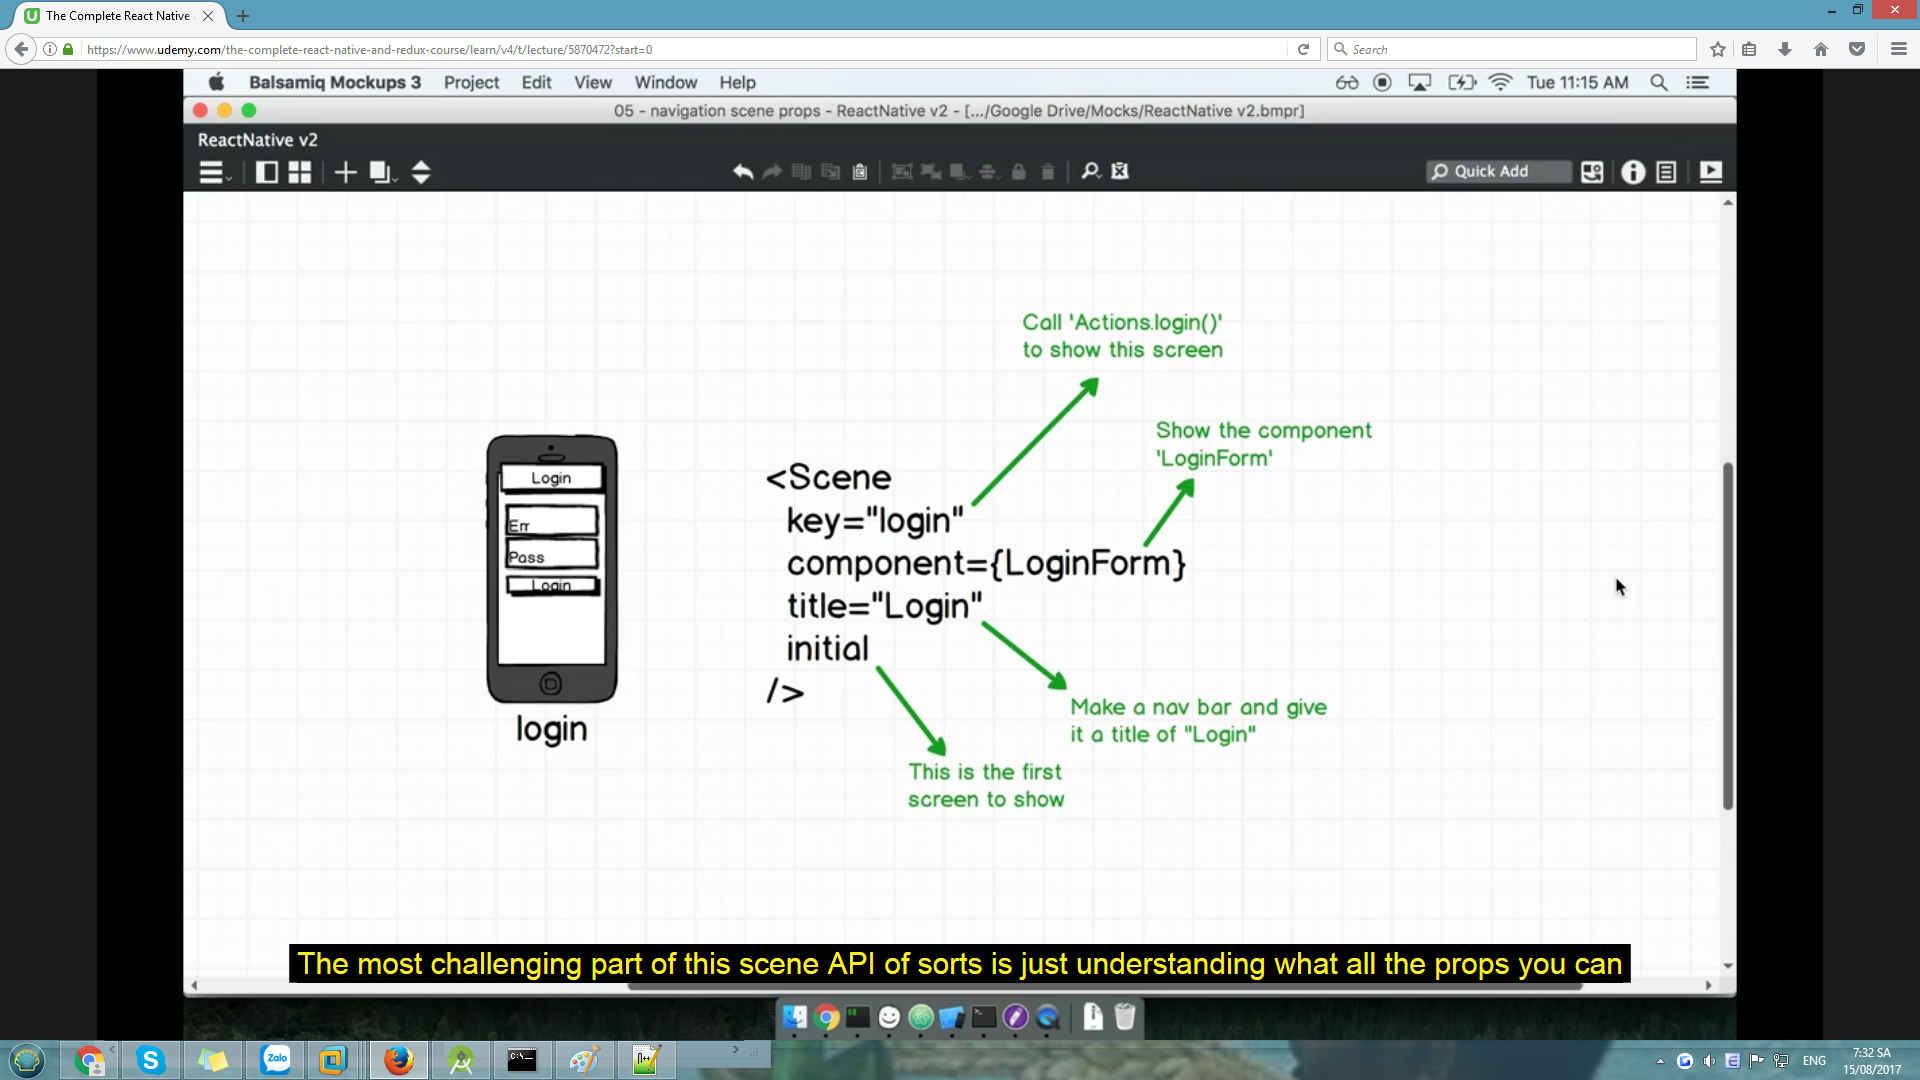 The Complete React Native
https://www.udemy.com/the-complete-react-native-and-redux-course/learn/v4/t/lecture/5870472?start=0
Search
Balsamiq Mockups 3 Project Edit View Window Help
Tue 11:15 AM
05 - navigation scene props - ReactNative v2 - [.../Google Drive/Mocks/ReactNative v2.bmpr]
ReactNative v2
Quick Add
Call 'Actions.login()'
to show this screen
Show the component
'LoginForm'
Login
Err
Pass
Login
login
<Scene
key="login"
component={LoginForm}
title="Login"
initial
/>
Make a nav bar and give
it a title of "Login"
This is the first
screen to show
The most challenging part of this scene API of sorts is just understanding what all the props you can
Zalo
ENG
7:32 SA
15/08/2017